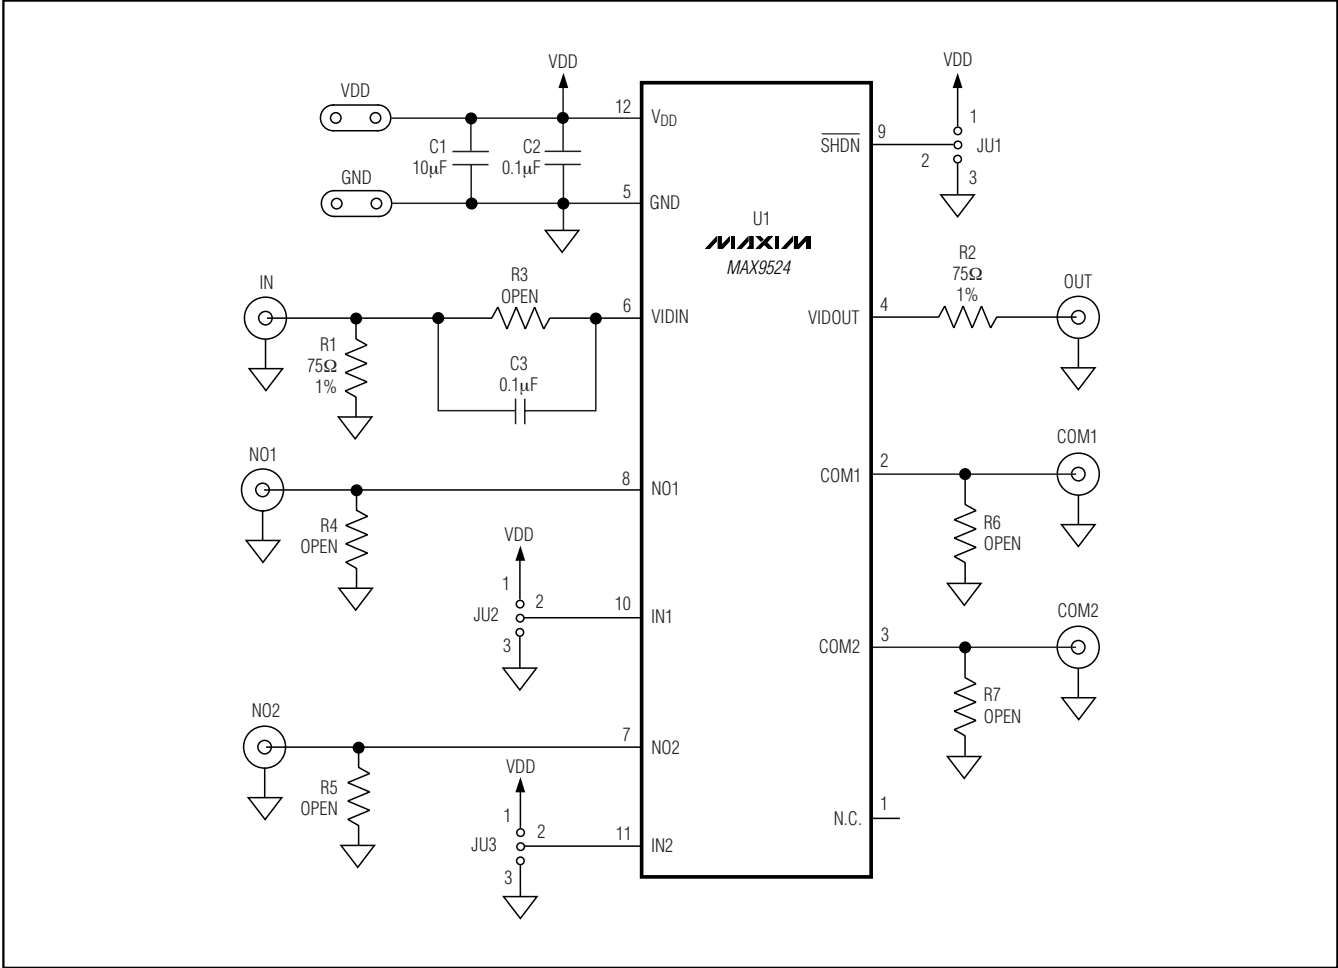 VDD
VDD
12
VDD
C1
10µF
C2
0.1µF
GND
5
GND
U1
MAXIM
MAX9524
VDD
1
9
SHDN
JU1
2
3
IN
R3
OPEN
6
VIDIN
R1
75Ω
1%
C3
0.1µF
R2
75Ω
1%
OUT
4
VIDOUT
NO1
8
NO1
R4
OPEN
COM1
2
COM1
R6
OPEN
VDD
1
2
10
JU2
IN1
3
COM2
3
COM2
R7
OPEN
NO2
7
NO2
R5
OPEN
VDD
1
2
11
JU3
IN2
3
1
N.C.